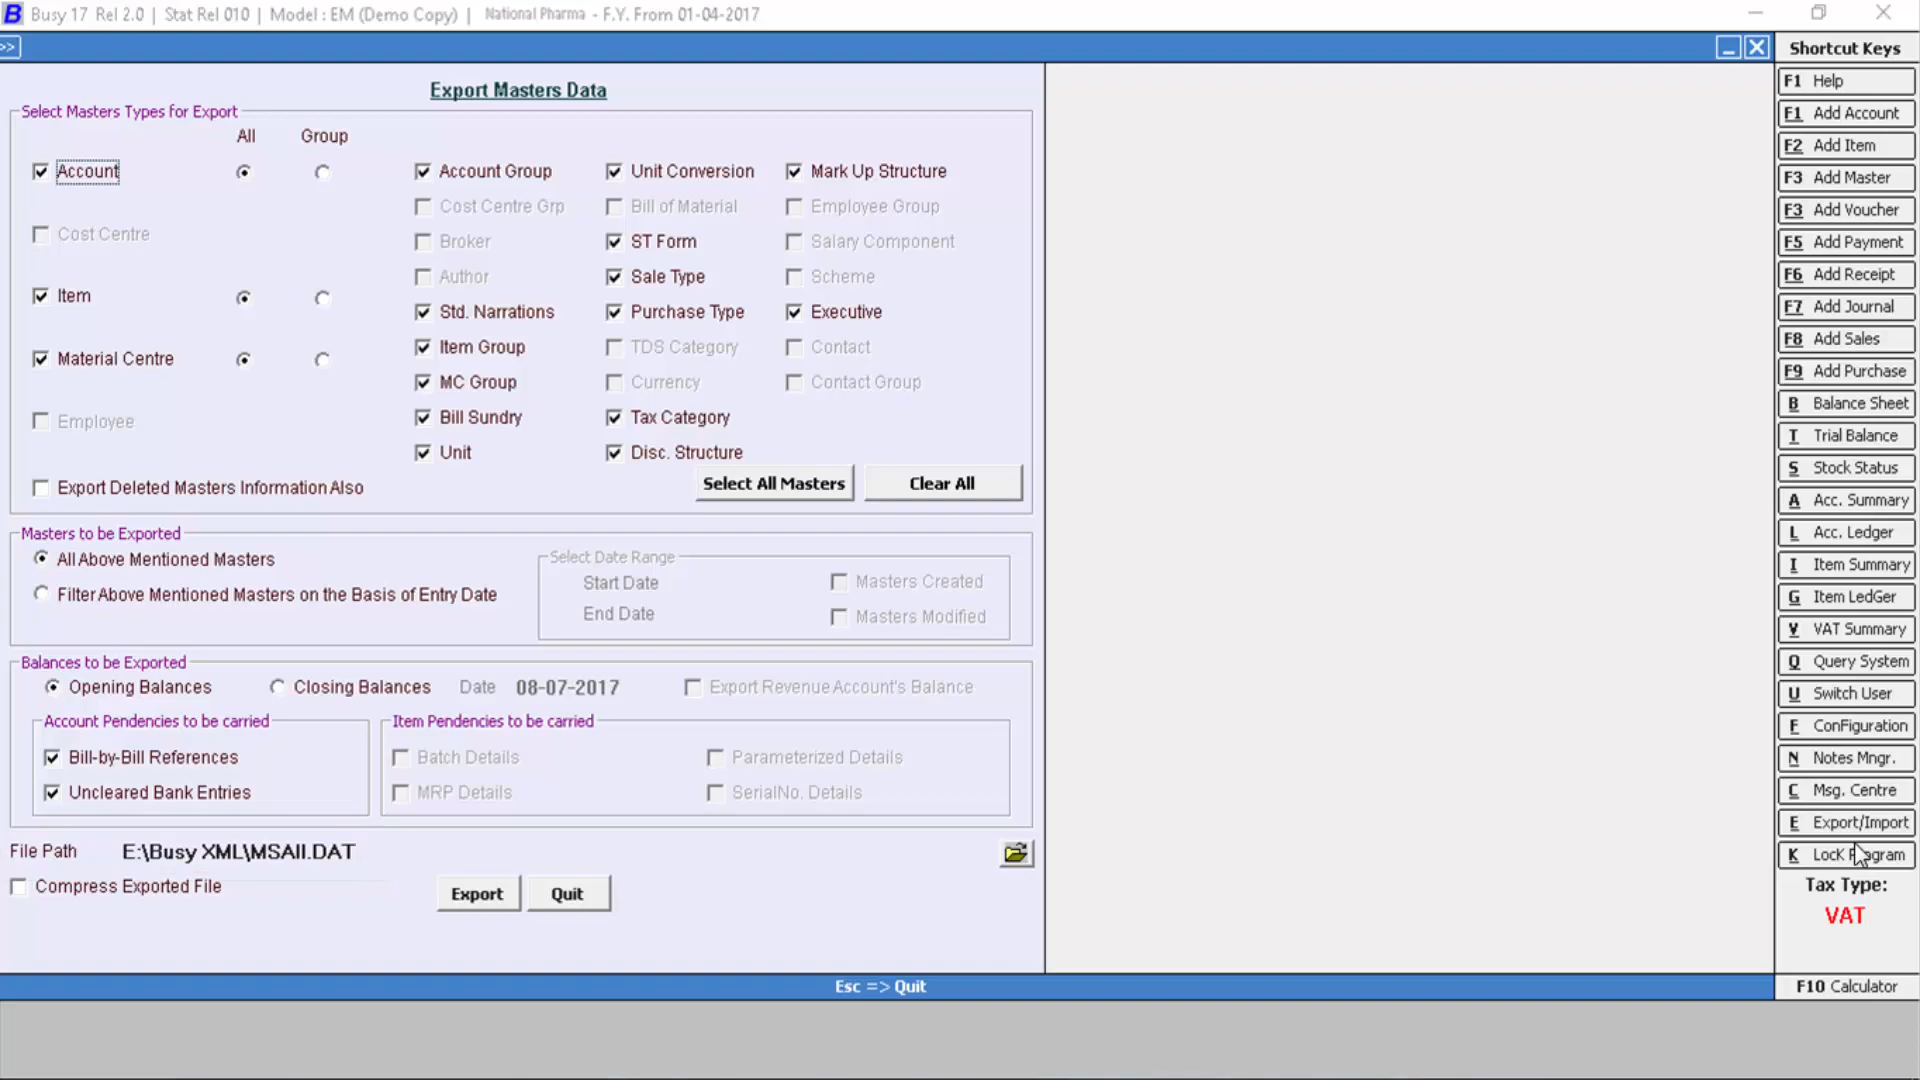 B Busy 17 Rel 2.0 | Stat Rel 010 | Model : EM (Demo Copy) | National Pharma - F.Y. From 01-04-2017
>>
Shortcut Keys
Export Masters Data
Select Masters Types for Export
All Group
Account
Account Group
Unit Conversion
Mark Up Structure
Cost Centre Grp
Bill of Material
Employee Group
Cost Centre
Broker
ST Form
Salary Component
Author
Sale Type
Scheme
Item
Std. Narrations
Purchase Type
Executive
Item Group
TDS Category
Contact
Material Centre
MC Group
Currency
Contact Group
Employee
Bill Sundry
Tax Category
Unit
Disc. Structure
Export Deleted Masters Information Also
Select All Masters
Clear All
Masters to be Exported
All Above Mentioned Masters
Filter Above Mentioned Masters on the Basis of Entry Date
Select Date Range
Start Date
Masters Created
End Date
Masters Modified
Balances to be Exported
Opening Balances
Closing Balances
Date 08-07-2017
Export Revenue Account's Balance
Account Pendencies to be carried
Bill-by-Bill References
Uncleared Bank Entries
Item Pendencies to be carried
Batch Details
Parameterized Details
MRP Details
SerialNo. Details
File Path E:\Busy XML\MSAll.DAT
Compress Exported File
Export
Quit
Esc => Quit
F1 Help
F1 Add Account
F2 Add Item
F3 Add Master
F3 Add Voucher
F5 Add Payment
F6 Add Receipt
F7 Add Journal
F8 Add Sales
F9 Add Purchase
B Balance Sheet
T Trial Balance
S Stock Status
A Acc. Summary
L Acc. Ledger
I Item Summary
G Item LedGer
V VAT Summary
Q Query System
U Switch User
F ConFiguration
N Notes Mngr.
C Msg. Centre
E Export/Import
K LocK Program
Tax Type:
VAT
F10 Calculator